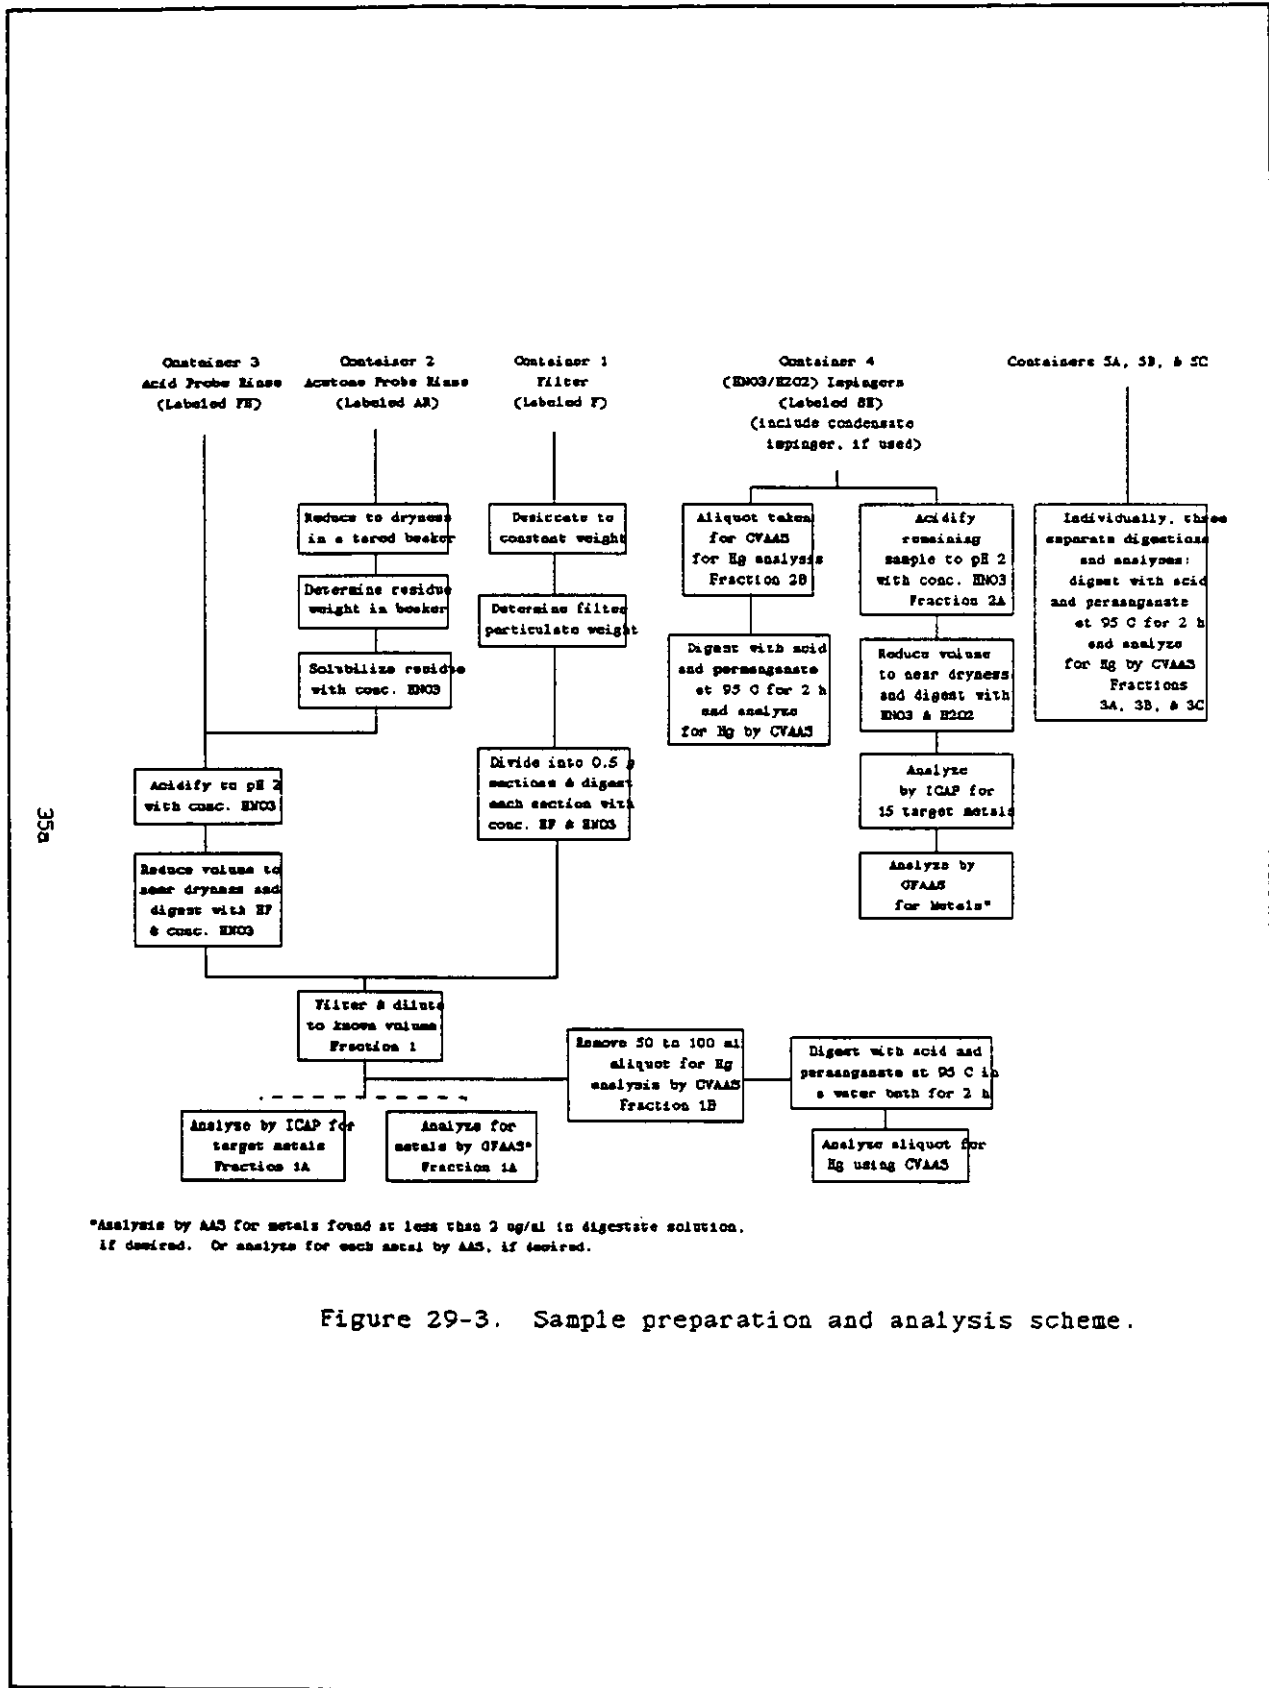 Container 3
Acid Probe Rinse
(Labeled FH)
Container 2
Acetone Probe Rinse
(Labeled AR)
Container 1
Filter
(Labeled F)
Container 4
(HNO3/H2O2) Impingers
(Labeled BH)
(include condensate
impinger, if used)
Containers 5A, 5B, & 5C
Reduce to dryness
in a tared beaker
Determine residue
weight in beaker
Solubilize residue
with conc. HNO3
Desiccate to
constant weight
Determine filter
particulate weight
Divide into 0.5 g
sections & digest
each section with
conc. HF & HNO3
Acidify to pH 2
with conc. HNO3
Reduce volume to
near dryness and
digest with HF
& conc. HNO3
Aliquot taken
for CVAAS
for Hg analysis
Fraction 2B
Digest with acid
and permanganate
at 95 C for 2 h
and analyze
for Hg by CVAAS
Acidify
remaining
sample to pH 2
with conc. HNO3
Fraction 2A
Reduce volume
to near dryness
and digest with
HNO3 & H2O2
Analyze
by ICAP for
15 target metals
Analyze by
GFAAS
for Metals*
Individually, three
separate digestions
and analyses:
digest with acid
and permanganate
at 95 C for 2 h
and analyze
for Hg by CVAAS
Fractions
3A, 3B, & 3C
Filter & dilute
to known volume
Fraction 1
Remove 50 to 100 ml
aliquot for Hg
analysis by CVAAS
Fraction 1B
Digest with acid and
permanganate at 95 C in
a water bath for 2 h
Analyze by ICAP for
target metals
Fraction 1A
Analyze for
metals by GFAAS*
Fraction 1A
Analyze aliquot for
Hg using CVAAS
*Analysis by AAS for metals found at less than 2 ug/ml in digestate solution,
if desired. Or analyze for each metal by AAS, if desired.
Figure 29-3. Sample preparation and analysis scheme.
35a